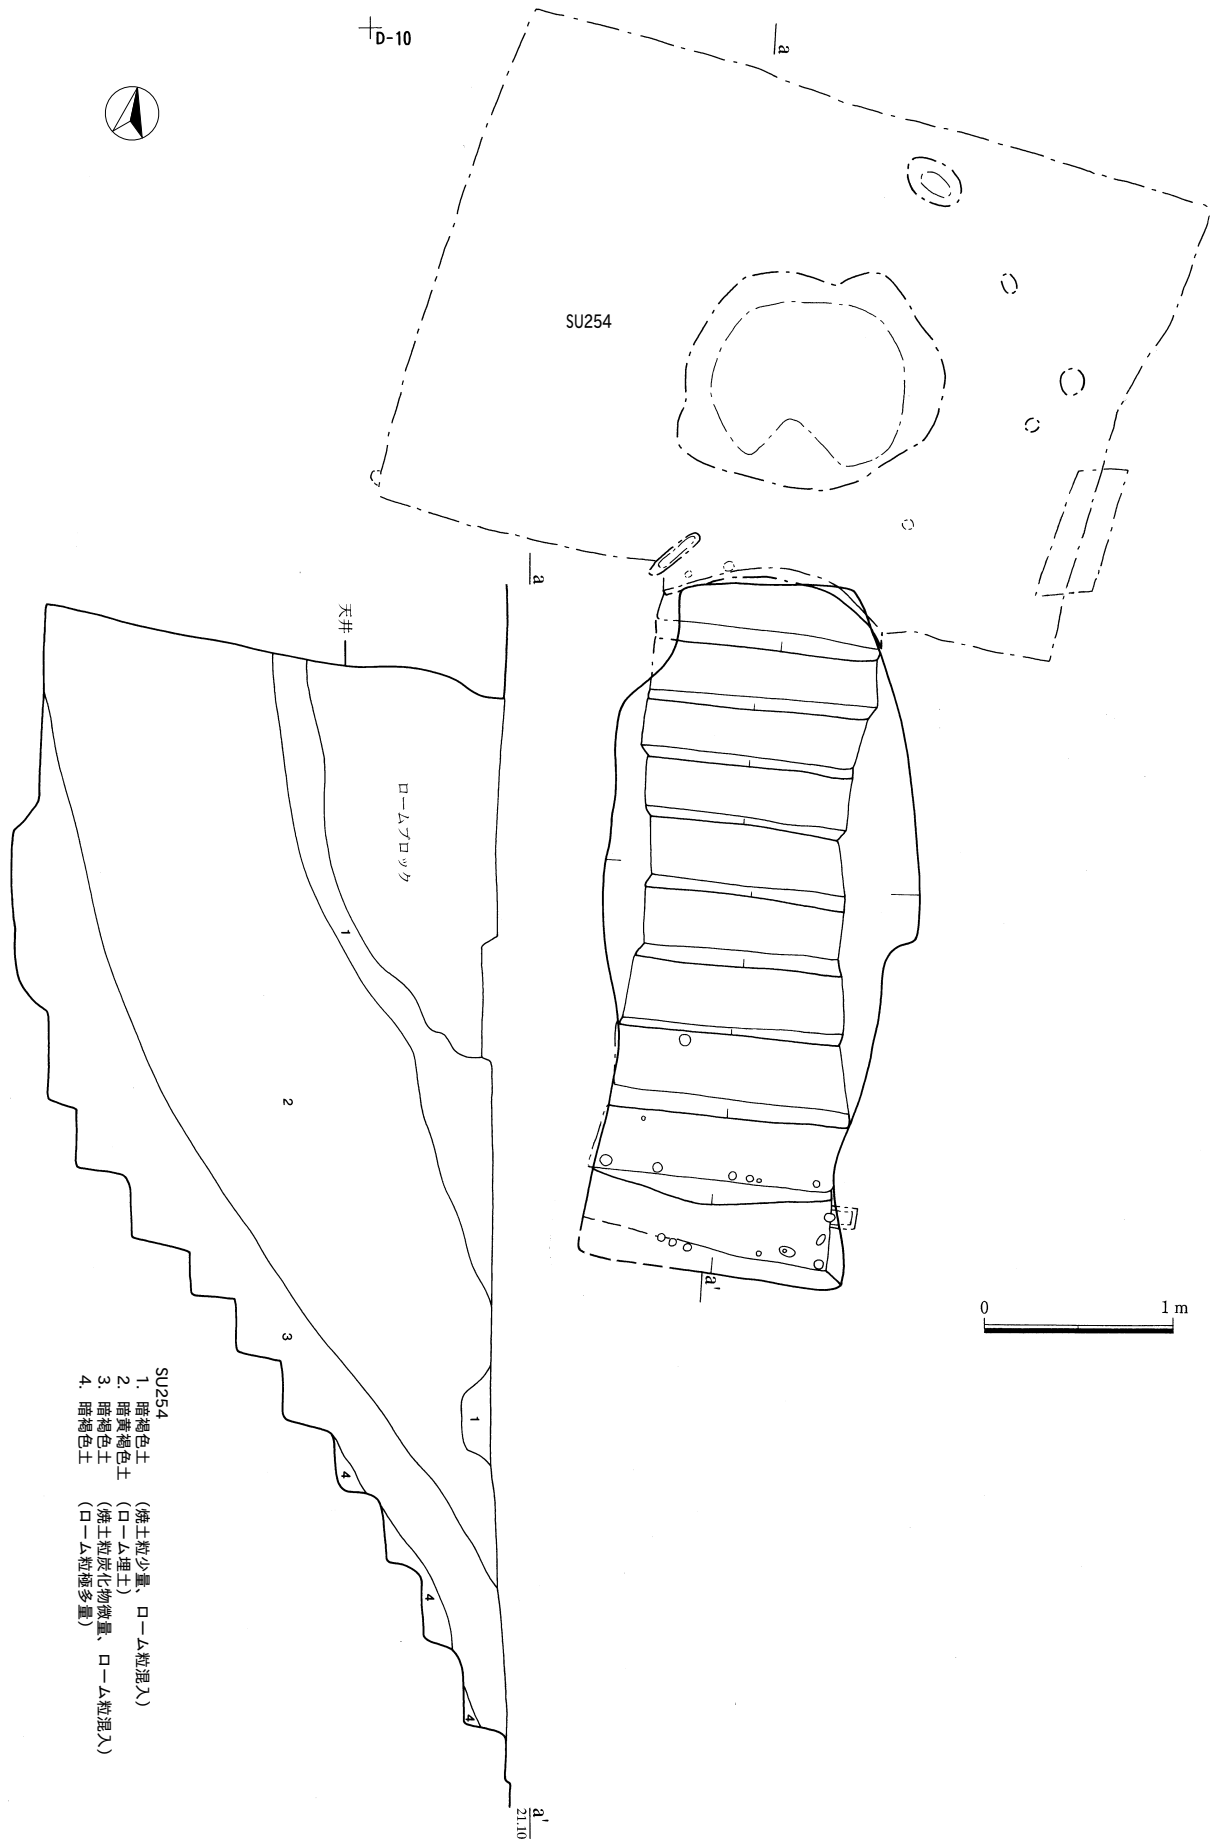 D-10
a
SU254
a
天井
ロームブロック
1
2
3
1
4
4
4
a'
0 1 m
a'
21.10
SU254
1. 暗褐色土 (焼土粒少量、ローム粒混入)
2. 暗黄褐色土 (ローム埋土)
3. 暗褐色土 (焼土粒炭化物微量、ローム粒混入)
4. 暗褐色土 (ローム粒極多量)